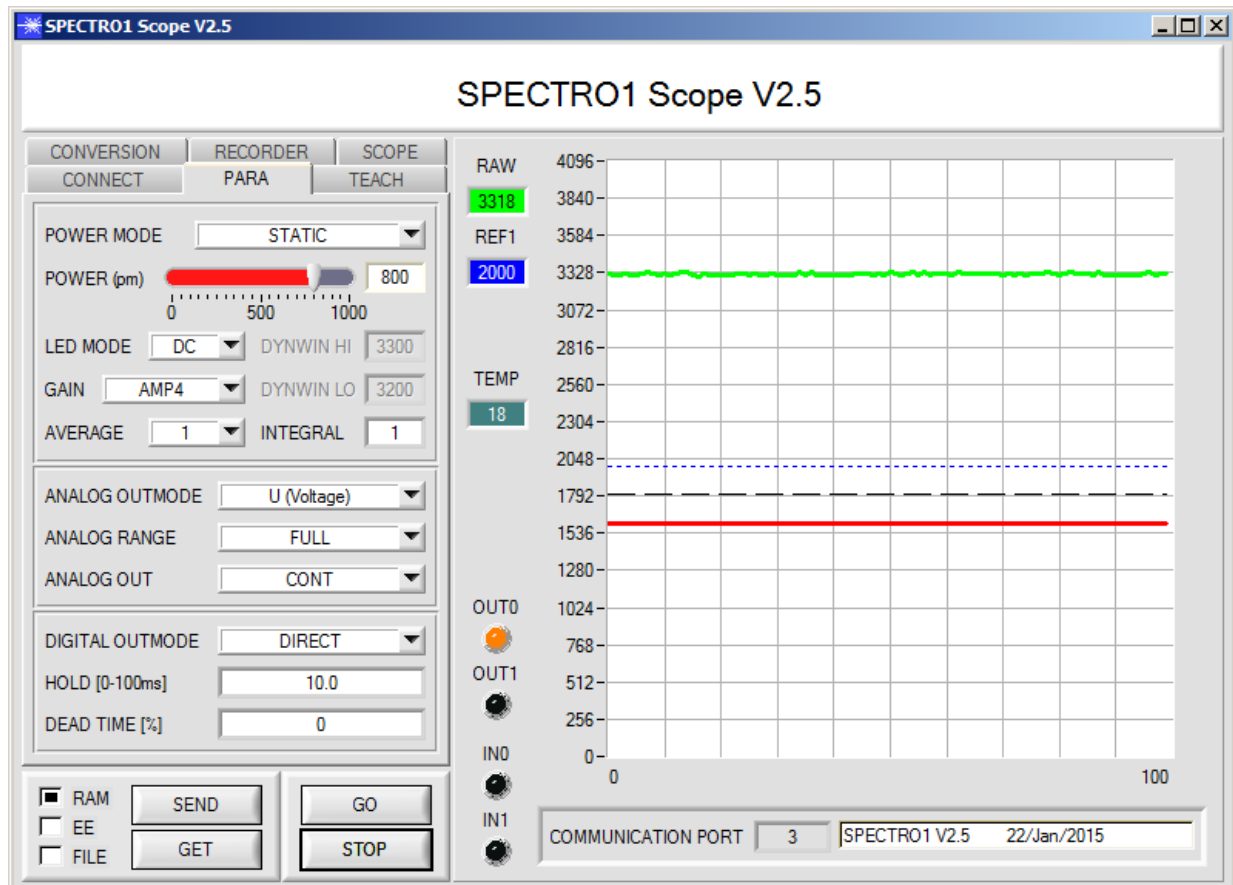 SPECTRO1 Scope V2.5
SPECTRO1 Scope V2.5
CONVERSION RECORDER SCOPE
CONNECT PARA TEACH
POWER MODE STATIC
POWER (pm) 800
0 500 1000
LED MODE DC DYNWIN HI 3300
GAIN AMP4 DYNWIN LO 3200
AVERAGE 1 INTEGRAL 1
ANALOG OUTMODE U (Voltage)
ANALOG RANGE FULL
ANALOG OUT CONT
DIGITAL OUTMODE DIRECT
HOLD [0-100ms] 10.0
DEAD TIME [%] 0
RAM
EE
FILE
SEND
GET
GO
STOP
RAW
3318
REF1
2000
TEMP
18
OUT0
OUT1
IN0
IN1
4096
3840
3584
3328
3072
2816
2560
2304
2048
1792
1536
1280
1024
768
512
256
0
0 100
COMMUNICATION PORT 3 SPECTRO1 V2.5 22/Jan/2015